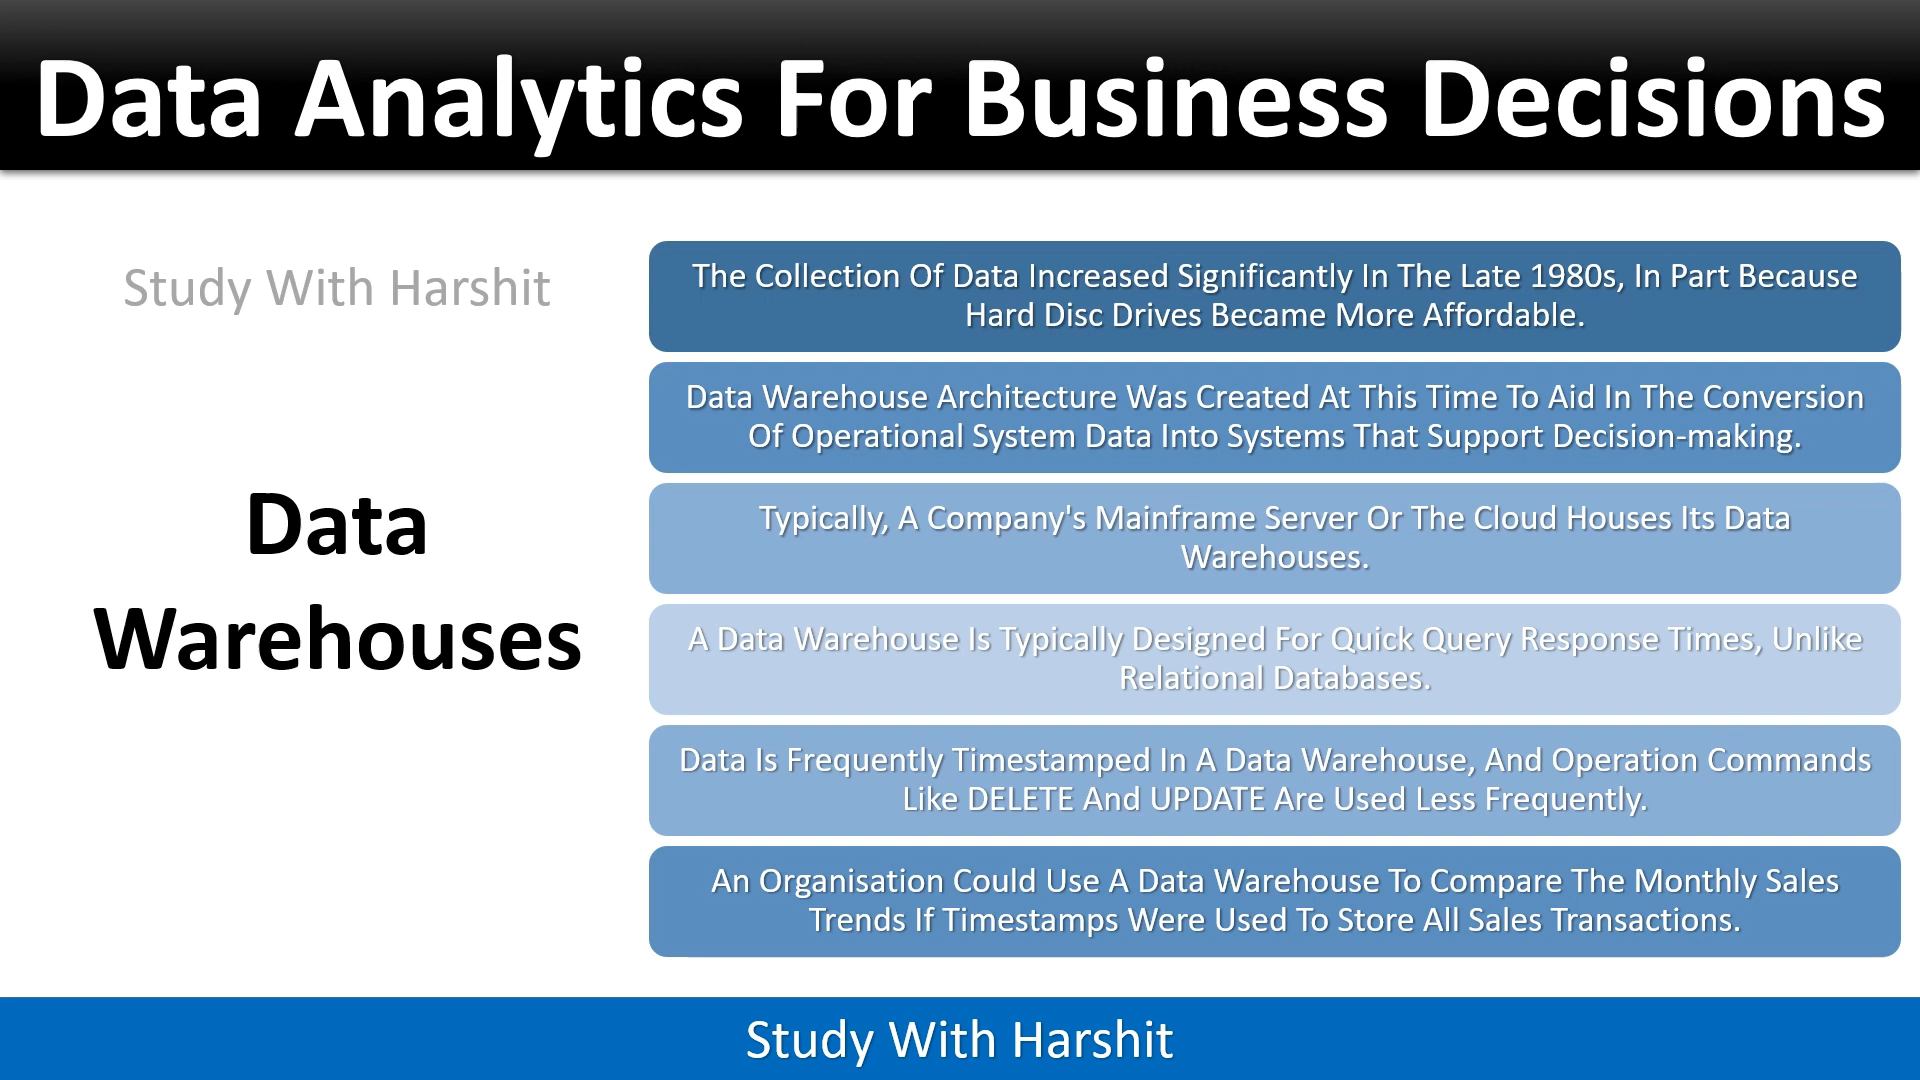 Data Analytics For Business Decisions
Study With Harshit
Data
Warehouses
The Collection Of Data Increased Significantly In The Late 1980s, In Part Because
Hard Disc Drives Became More Affordable.
Data Warehouse Architecture Was Created At This Time To Aid In The Conversion
Of Operational System Data Into Systems That Support Decision-making.
Typically, A Company's Mainframe Server Or The Cloud Houses Its Data
Warehouses.
A Data Warehouse Is Typically Designed For Quick Query Response Times, Unlike
Relational Databases.
Data Is Frequently Timestamped In A Data Warehouse, And Operation Commands
Like DELETE And UPDATE Are Used Less Frequently.
An Organisation Could Use A Data Warehouse To Compare The Monthly Sales
Trends If Timestamps Were Used To Store All Sales Transactions.
Study With Harshit